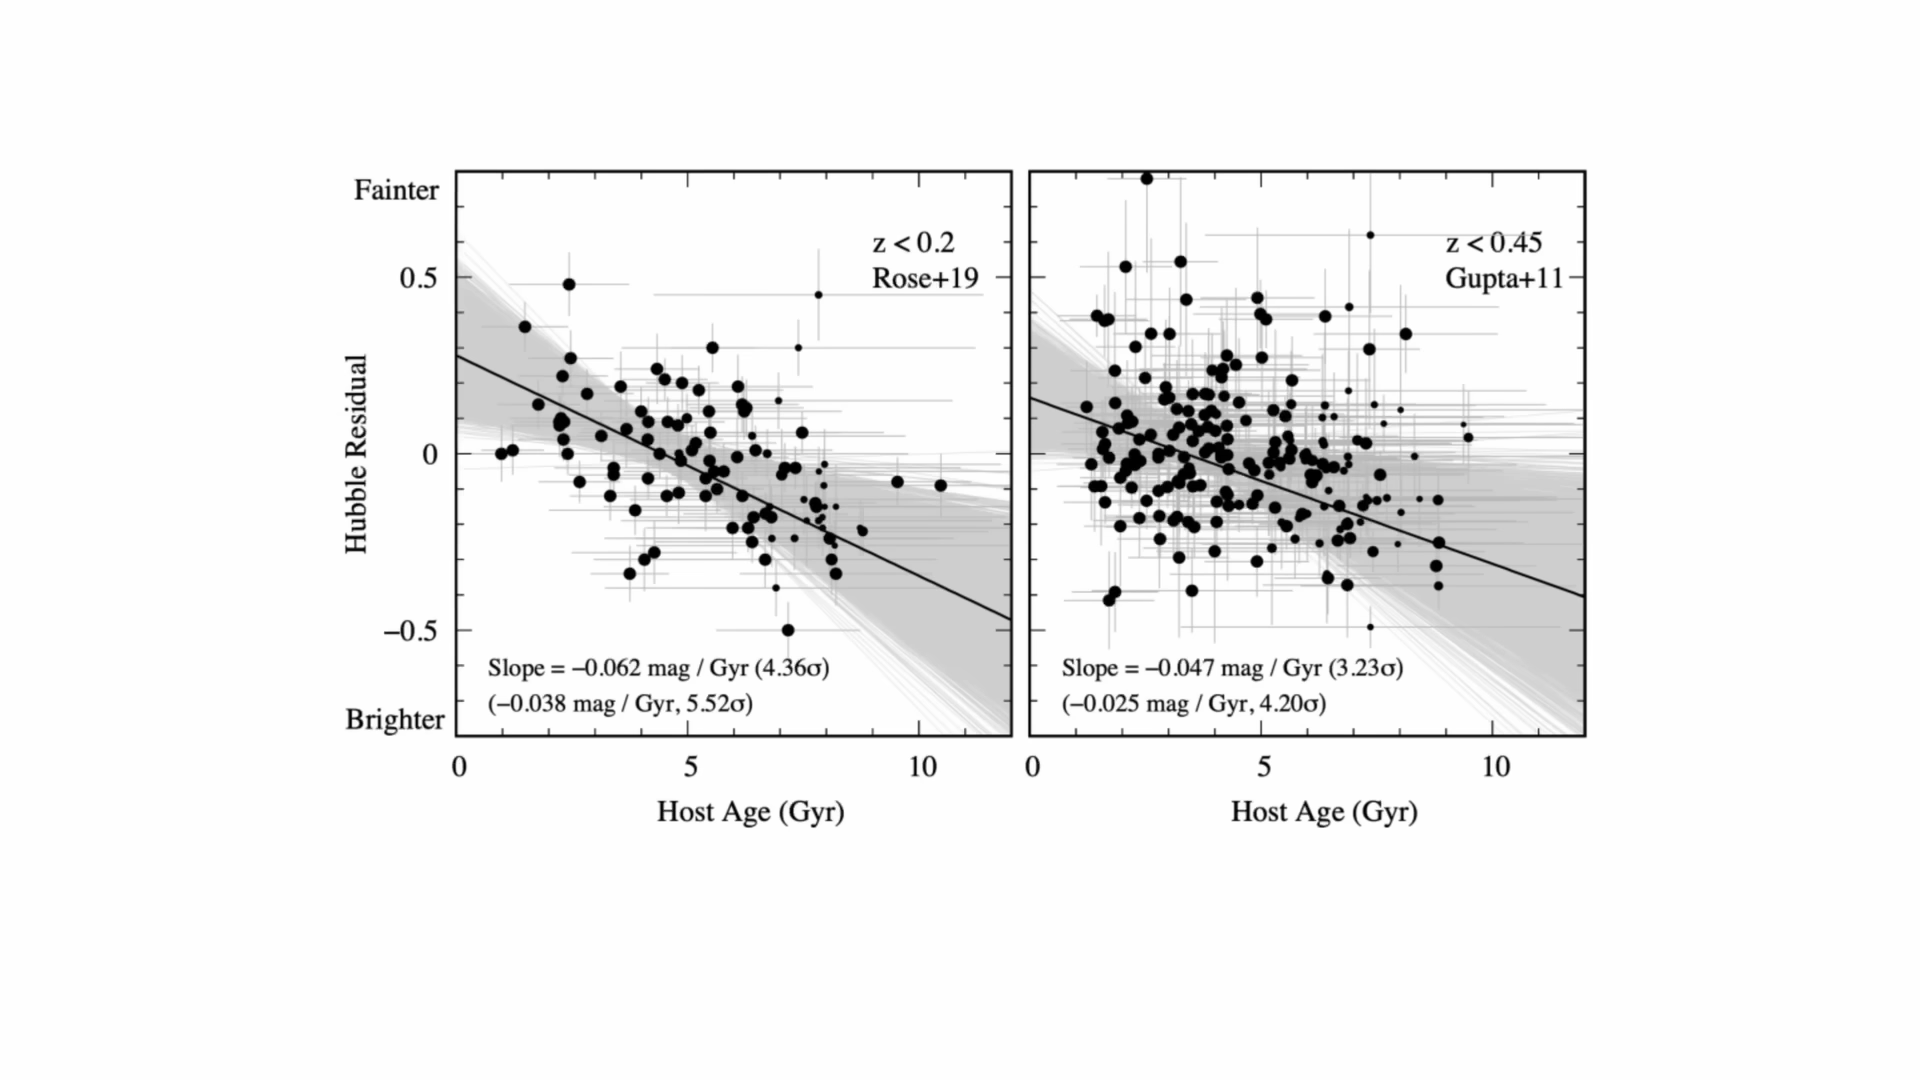 Fainter
0.5
0
−0.5
Brighter
Hubble Residual
z < 0.2
Rose+19
Slope = −0.062 mag / Gyr (4.36σ)
(−0.038 mag / Gyr, 5.52σ)
0 5 10
Host Age (Gyr)
z < 0.45
Gupta+11
Slope = −0.047 mag / Gyr (3.23σ)
(−0.025 mag / Gyr, 4.20σ)
0 5 10
Host Age (Gyr)